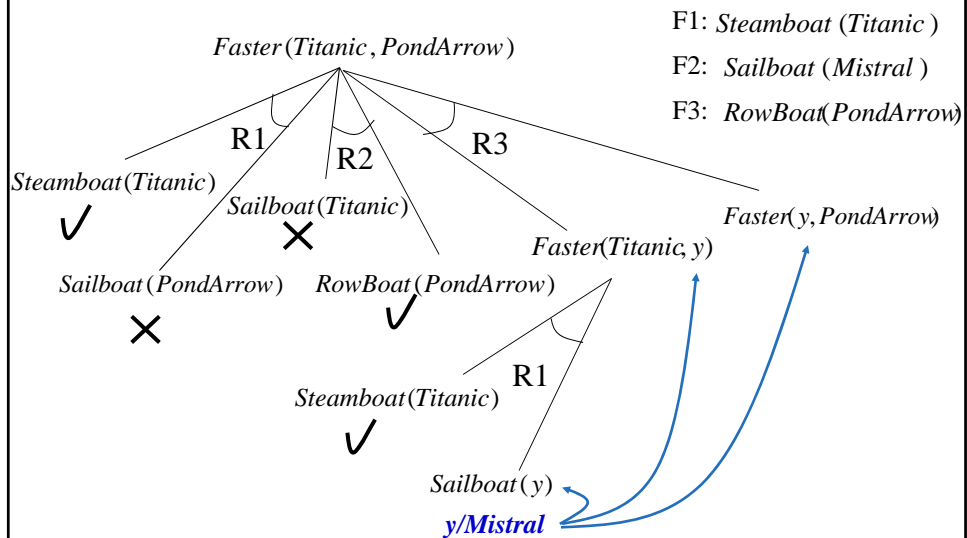 F1: Steamboat (Titanic)
Faster(Titanic, PondArrow)
F2: Sailboat (Mistral)
F3: RowBoat(PondArrow)
R1
R2
R3
Steamboat(Titanic)
Sailboat(Titanic)
Faster(y, PondArrow)
Faster(Titanic, y)
Sailboat(PondArrow)
RowBoat(PondArrow)
R1
Steamboat(Titanic)
Sailboat(y)
y/Mistral